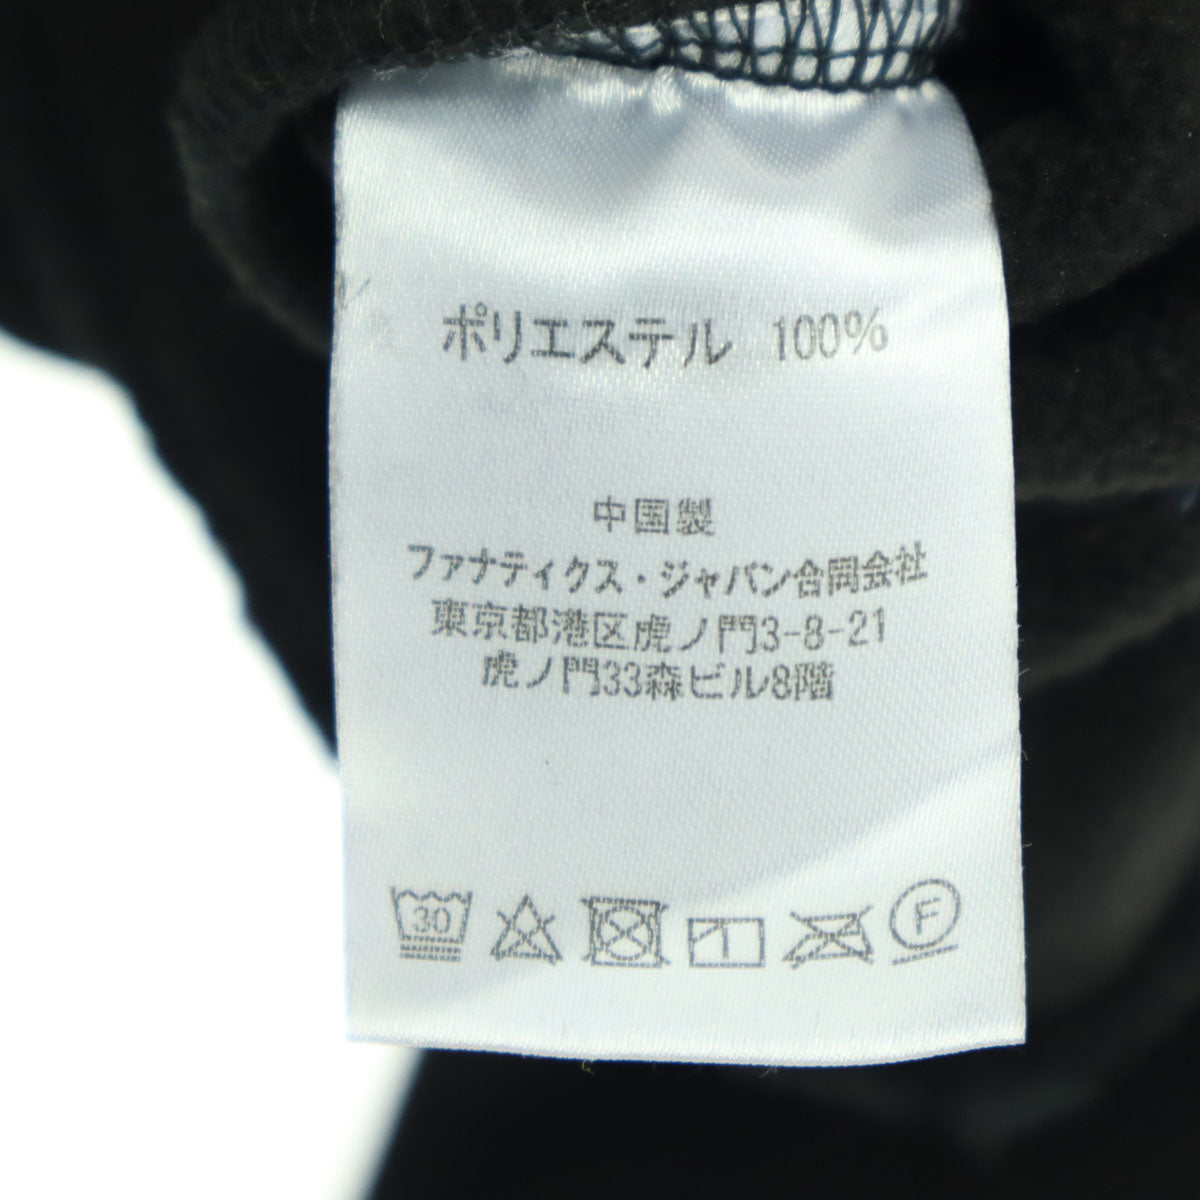 ポリエステル 100%
中国製
ファナティクス・ジャパン合同会社
東京都港区虎ノ門3-8-21
虎ノ門33森ビル8階
30 F